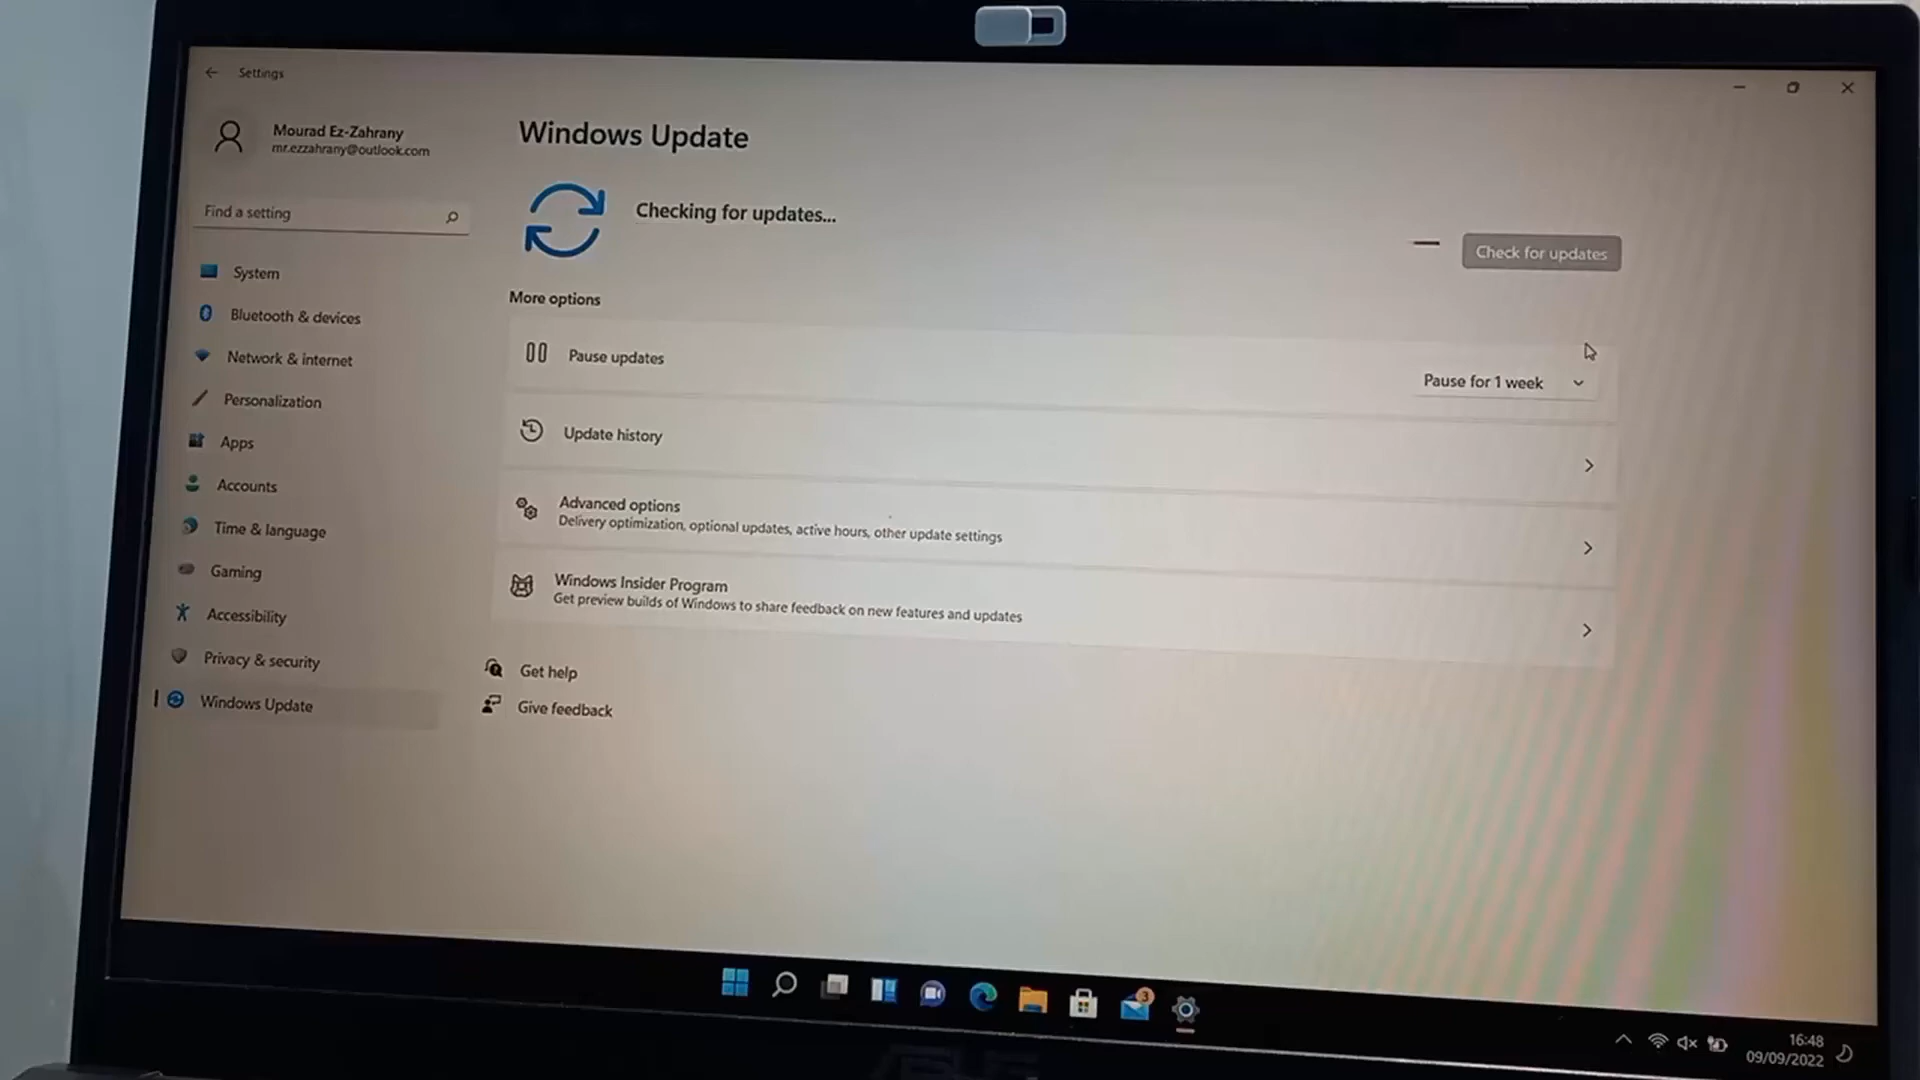 Settings
Mourad Ez-Zahrany
mr.ezzahrany@outlook.com
Find a setting
System
Bluetooth & devices
Network & internet
Personalization
Apps
Accounts
Time & language
Gaming
Accessibility
Privacy & security
Windows Update
Windows Update
Checking for updates...
Check for updates
More options
Pause updates
Pause for 1 week
Update history
Advanced options
Delivery optimization, optional updates, active hours, other update settings
Windows Insider Program
Get preview builds of Windows to share feedback on new features and updates
Get help
Give feedback
3
16:48
09/09/2022
ASUS